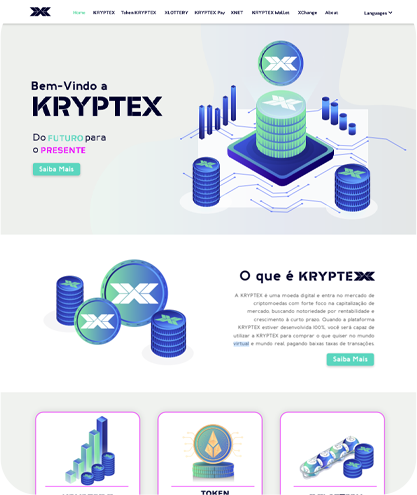 Home KRYPTEX Token KRYPTEX XLOTTERY KRYPTEX Pay XNET KRYPTEX Wallet XChange About Languages
Bem-Vindo a
KRYPTEX
Do FUTURO para
o PRESENTE
Saiba Mais
O que é KRYPTEX
A KRYPTEX é uma moeda digital e entra no mercado de
criptomoedas com forte foco na capitalização de
mercado, buscando notoriedade por rentabilidade e
crescimento à curto prazo. Quando a plataforma
KRYPTEX estiver desenvolvida 100%, você será capaz de
utilizar a KRYPTEX para comprar o que quiser no mundo
virtual e mundo real, pagando baixas taxas de transações.
Saiba Mais
TOKEN